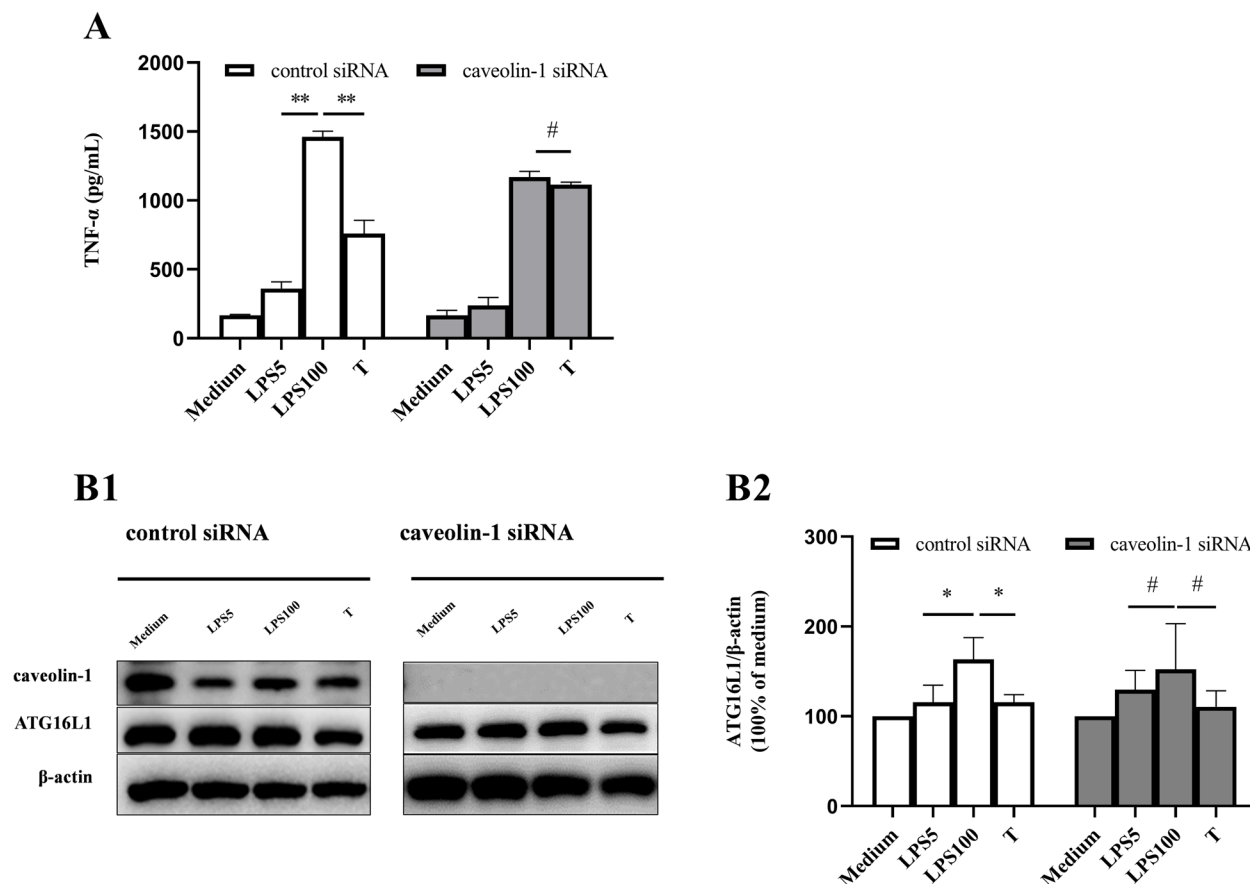 A
control siRNA caveolin-1 siRNA
TNF-α (pg/mL)
2000
1500
1000
500
0
** **
#
Medium LPS5 LPS100 T Medium LPS5 LPS100 T
B1
control siRNA caveolin-1 siRNA
Medium LPS5 LPS100 T Medium LPS5 LPS100 T
caveolin-1
ATG16L1
β-actin
B2
control siRNA caveolin-1 siRNA
ATG16L1/β-actin
(100% of medium)
300
200
100
0
* *
# #
Medium LPS5 LPS100 T Medium LPS5 LPS100 T